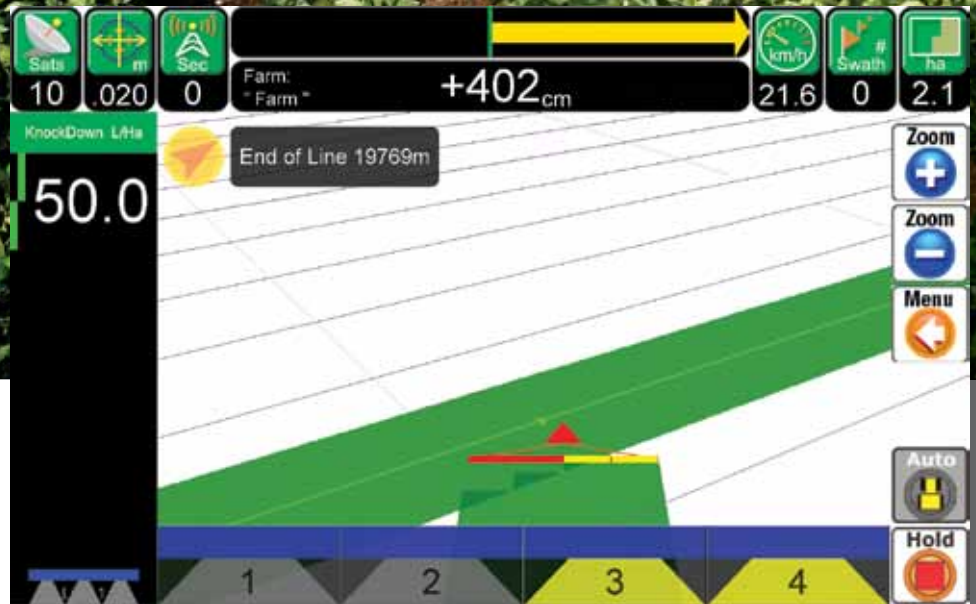 Sats
10
m
.020
Sec
0
Farm:
" Farm "
+402cm
km/h
21.6
#
Swath
0
ha
2.1
KnockDown L/Ha
50.0
End of Line 19769m
Zoom
Zoom
Menu
Auto
Hold
1
2
3
4